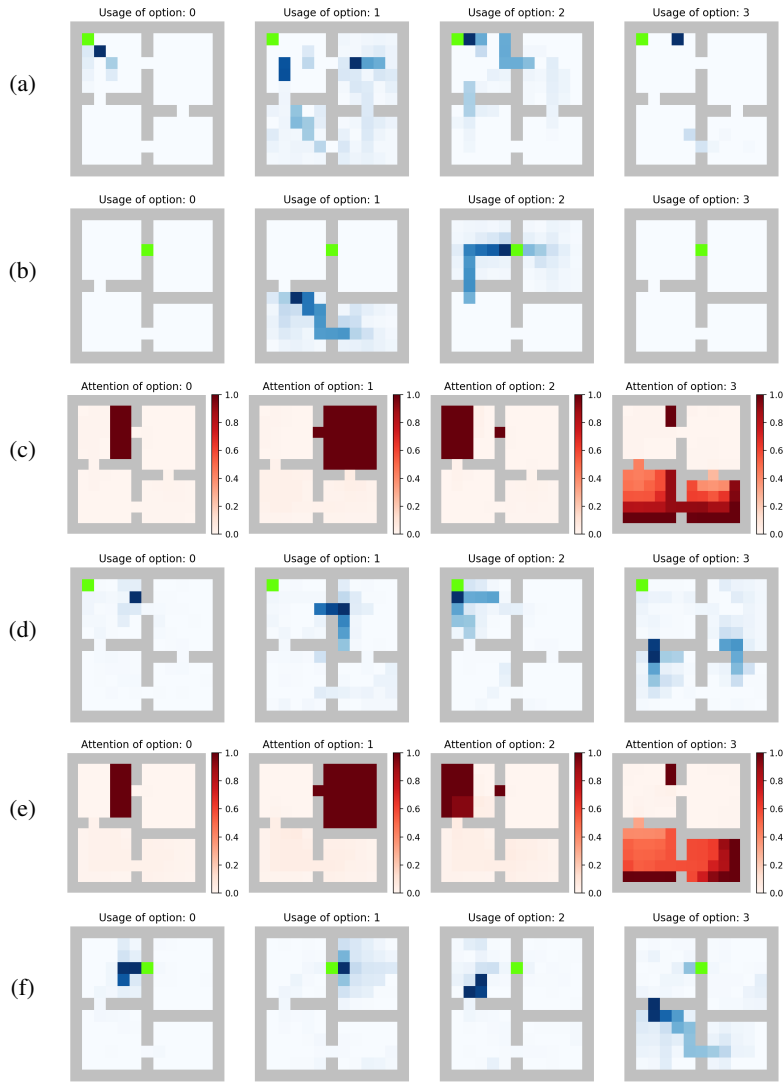 Usage of option: 0 Usage of option: 1 Usage of option: 2 Usage of option: 3
(a)
Usage of option: 0 Usage of option: 1 Usage of option: 2 Usage of option: 3
(b)
Attention of option: 0 Attention of option: 1 Attention of option: 2 Attention of option: 3
1.0 1.0 1.0 1.0
0.8 0.8 0.8 0.8
(c)
0.6 0.6 0.6 0.6
0.4 0.4 0.4 0.4
0.2 0.2 0.2 0.2
0.0 0.0 0.0 0.0
Usage of option: 0 Usage of option: 1 Usage of option: 2 Usage of option: 3
(d)
Attention of option: 0 Attention of option: 1 Attention of option: 2 Attention of option: 3
1.0 1.0 1.0 1.0
0.8 0.8 0.8 0.8
(e)
0.6 0.6 0.6 0.6
0.4 0.4 0.4 0.4
0.2 0.2 0.2 0.2
0.0 0.0 0.0 0.0
Usage of option: 0 Usage of option: 1 Usage of option: 2 Usage of option: 3
(f)